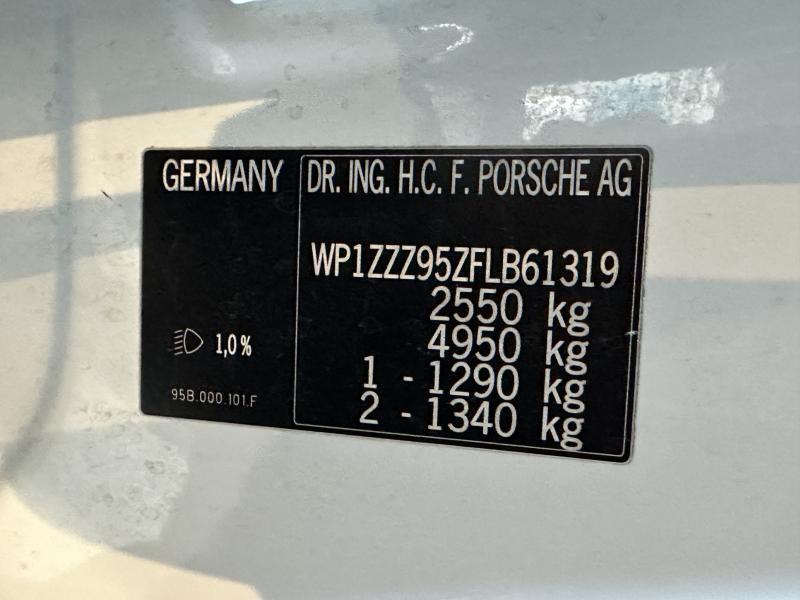 GERMANY
DR. ING. H.C. F. PORSCHE AG
WP1ZZZ95ZFLB61319
2550 kg
4950 kg
1 - 1290 kg
2 - 1340 kg
1,0%
95B.000.101.F